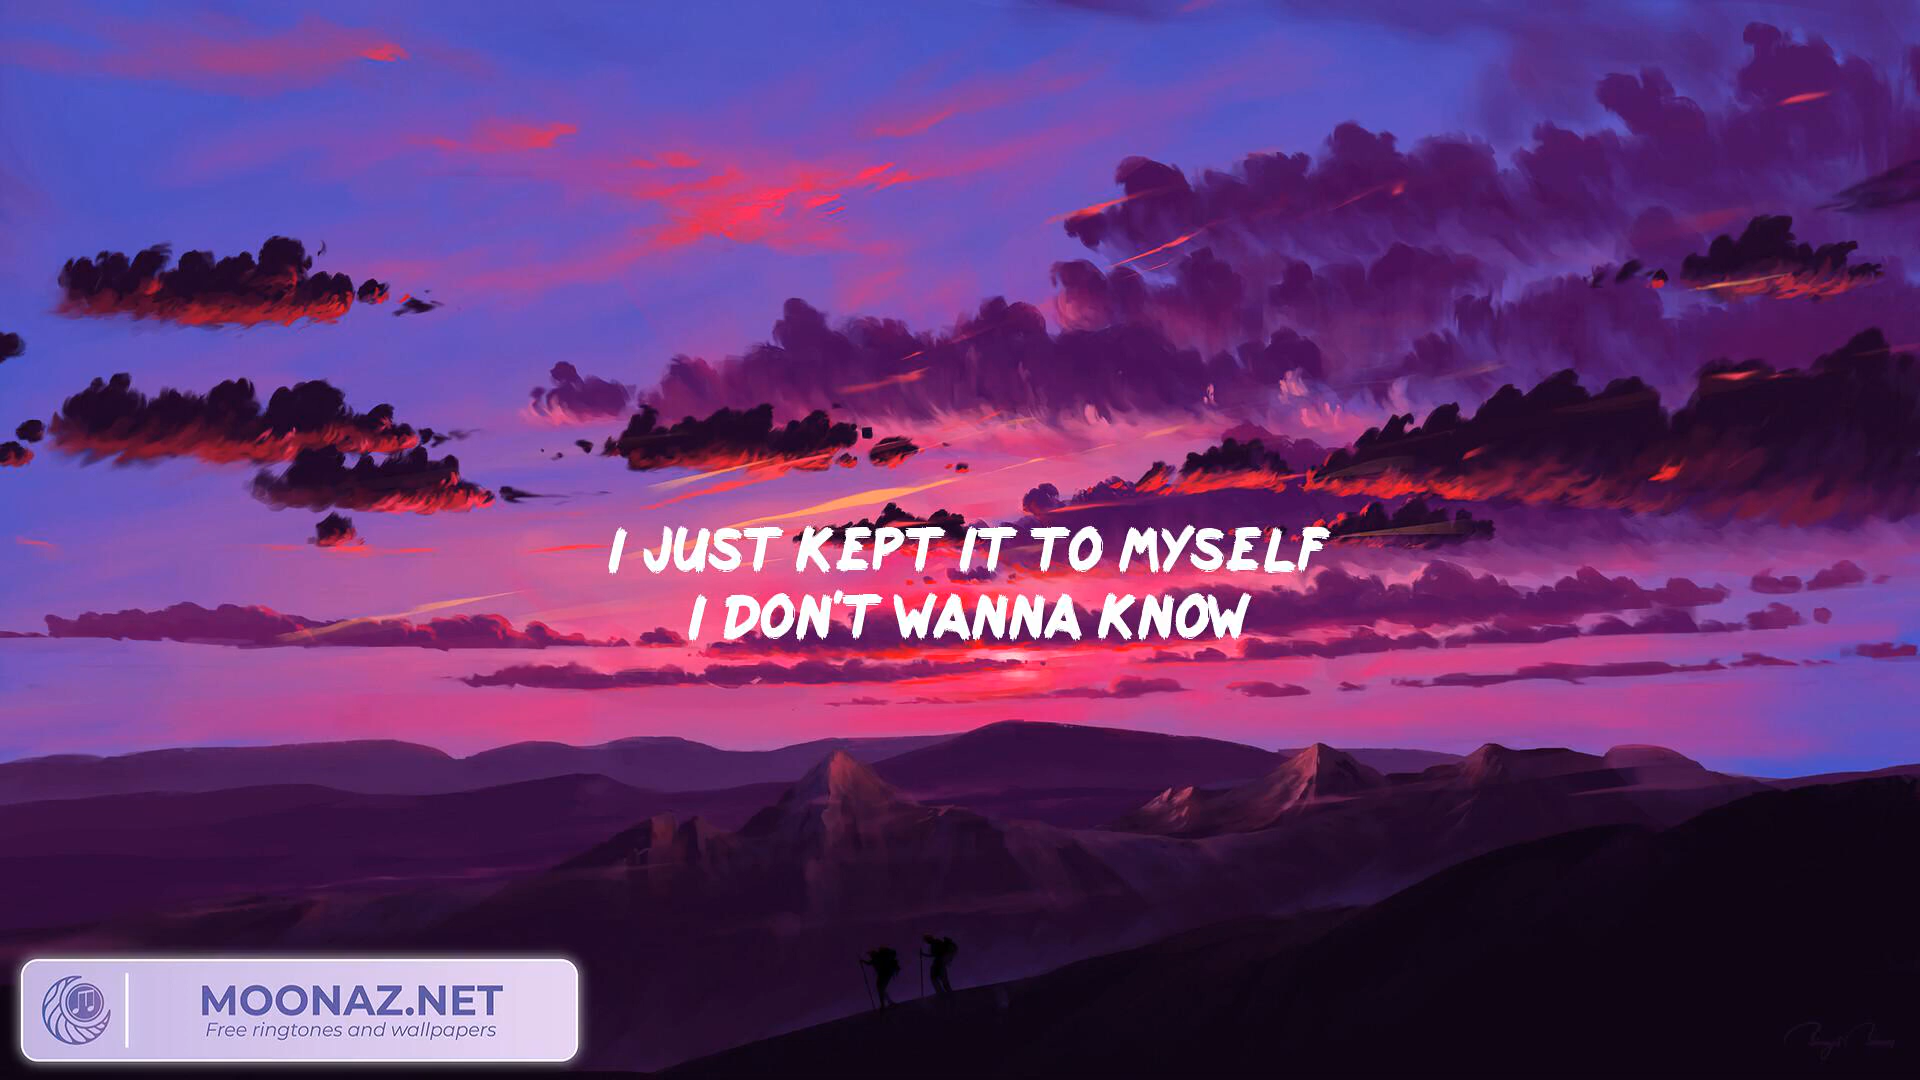 I JUST KEPT IT TO MYSELF
I DON'T WANNA KNOW
MOONAZ.NET
Free ringtones and wallpapers